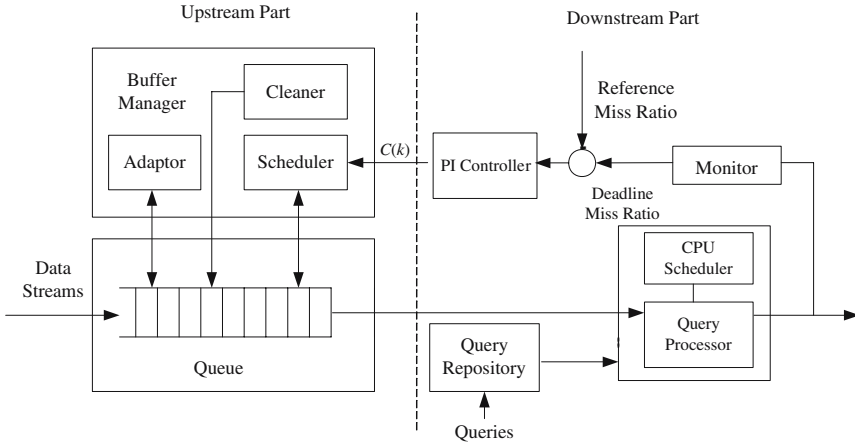 Upstream Part
Downstream Part
Buffer
Manager
Cleaner
Adaptor
Scheduler
C(k)
PI Controller
Reference
Miss Ratio
Monitor
Deadline
Miss Ratio
Data
Streams
Queue
CPU
Scheduler
Query
Processor
Query
Repository
Queries